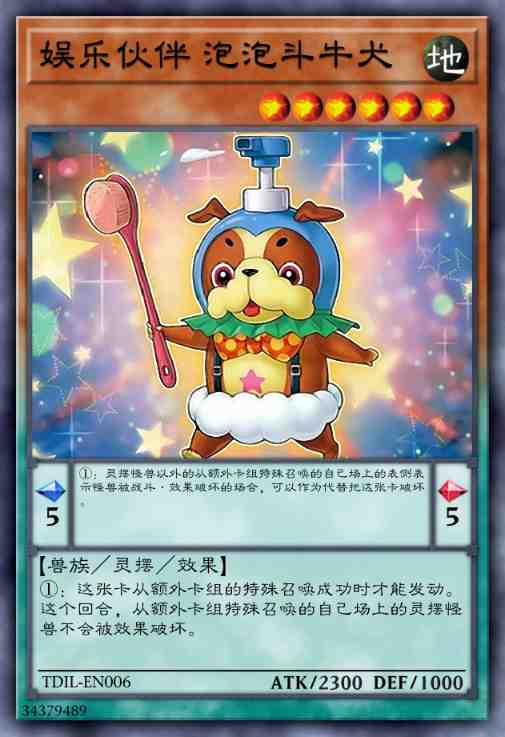 娱乐伙伴 泡泡斗牛犬
地
①：灵摆怪兽以外的从额外卡组特殊召唤的自己场上的表侧表
示怪兽被战斗·效果破坏的场合，可以作为代替把这张卡破坏
。
5
5
【兽族／灵摆／效果】
①：这张卡从额外卡组的特殊召唤成功时才能发动。
这个回合，从额外卡组特殊召唤的自己场上的灵摆怪
兽不会被效果破坏。
TDIL-EN006
ATK/2300 DEF/1000
34379489